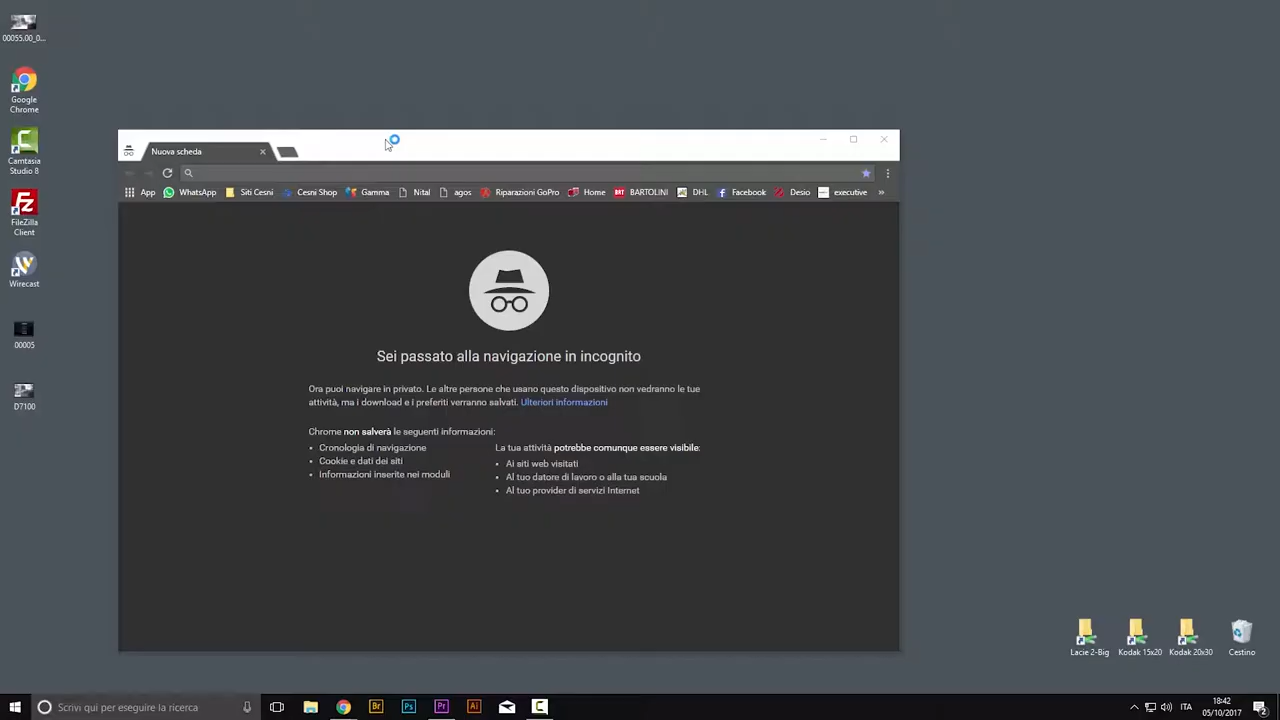 00055.00_0...
Google
Chrome
Camtasia
Studio 8
FileZilla
Client
Wirecast
00005
D7100
Nuova scheda
App
WhatsApp
Siti Cesni
Cesni Shop
Gamma
Nital
agos
Riparazioni GoPro
Home
BRT
BARTOLINI
DHL
Facebook
Desio
executive
»
Sei passato alla navigazione in incognito
Ora puoi navigare in privato. Le altre persone che usano questo dispositivo non vedranno le tue
attività, ma i download e i preferiti verranno salvati. Ulteriori informazioni
Chrome non salverà le seguenti informazioni:
• Cronologia di navigazione
• Cookie e dati dei siti
• Informazioni inserite nei moduli
La tua attività potrebbe comunque essere visibile:
• Ai siti web visitati
• Al tuo datore di lavoro o alla tua scuola
• Al tuo provider di servizi Internet
Lacie 2-Big
Kodak 15x20
Kodak 20x30
Cestino
Scrivi qui per eseguire la ricerca
Br
Ps
Pr
Ai
C
ITA
18:42
05/10/2017
2